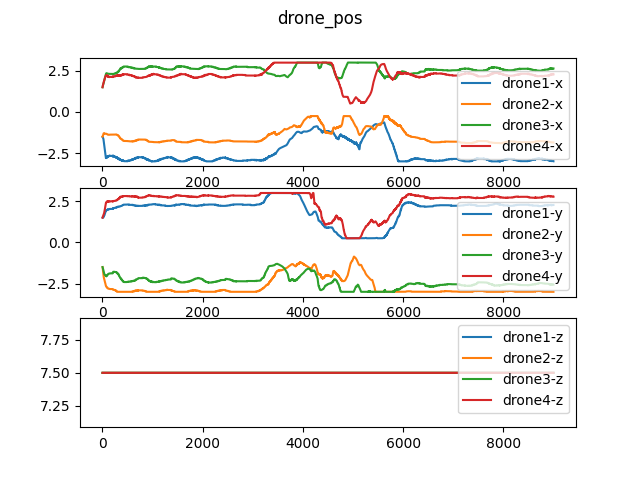 drone_pos
2.5
0.0
−2.5
drone1-x
drone2-x
drone3-x
drone4-x
0 2000 4000 6000 8000
2.5
0.0
−2.5
drone1-y
drone2-y
drone3-y
drone4-y
0 2000 4000 6000 8000
7.75
7.50
7.25
drone1-z
drone2-z
drone3-z
drone4-z
0 2000 4000 6000 8000